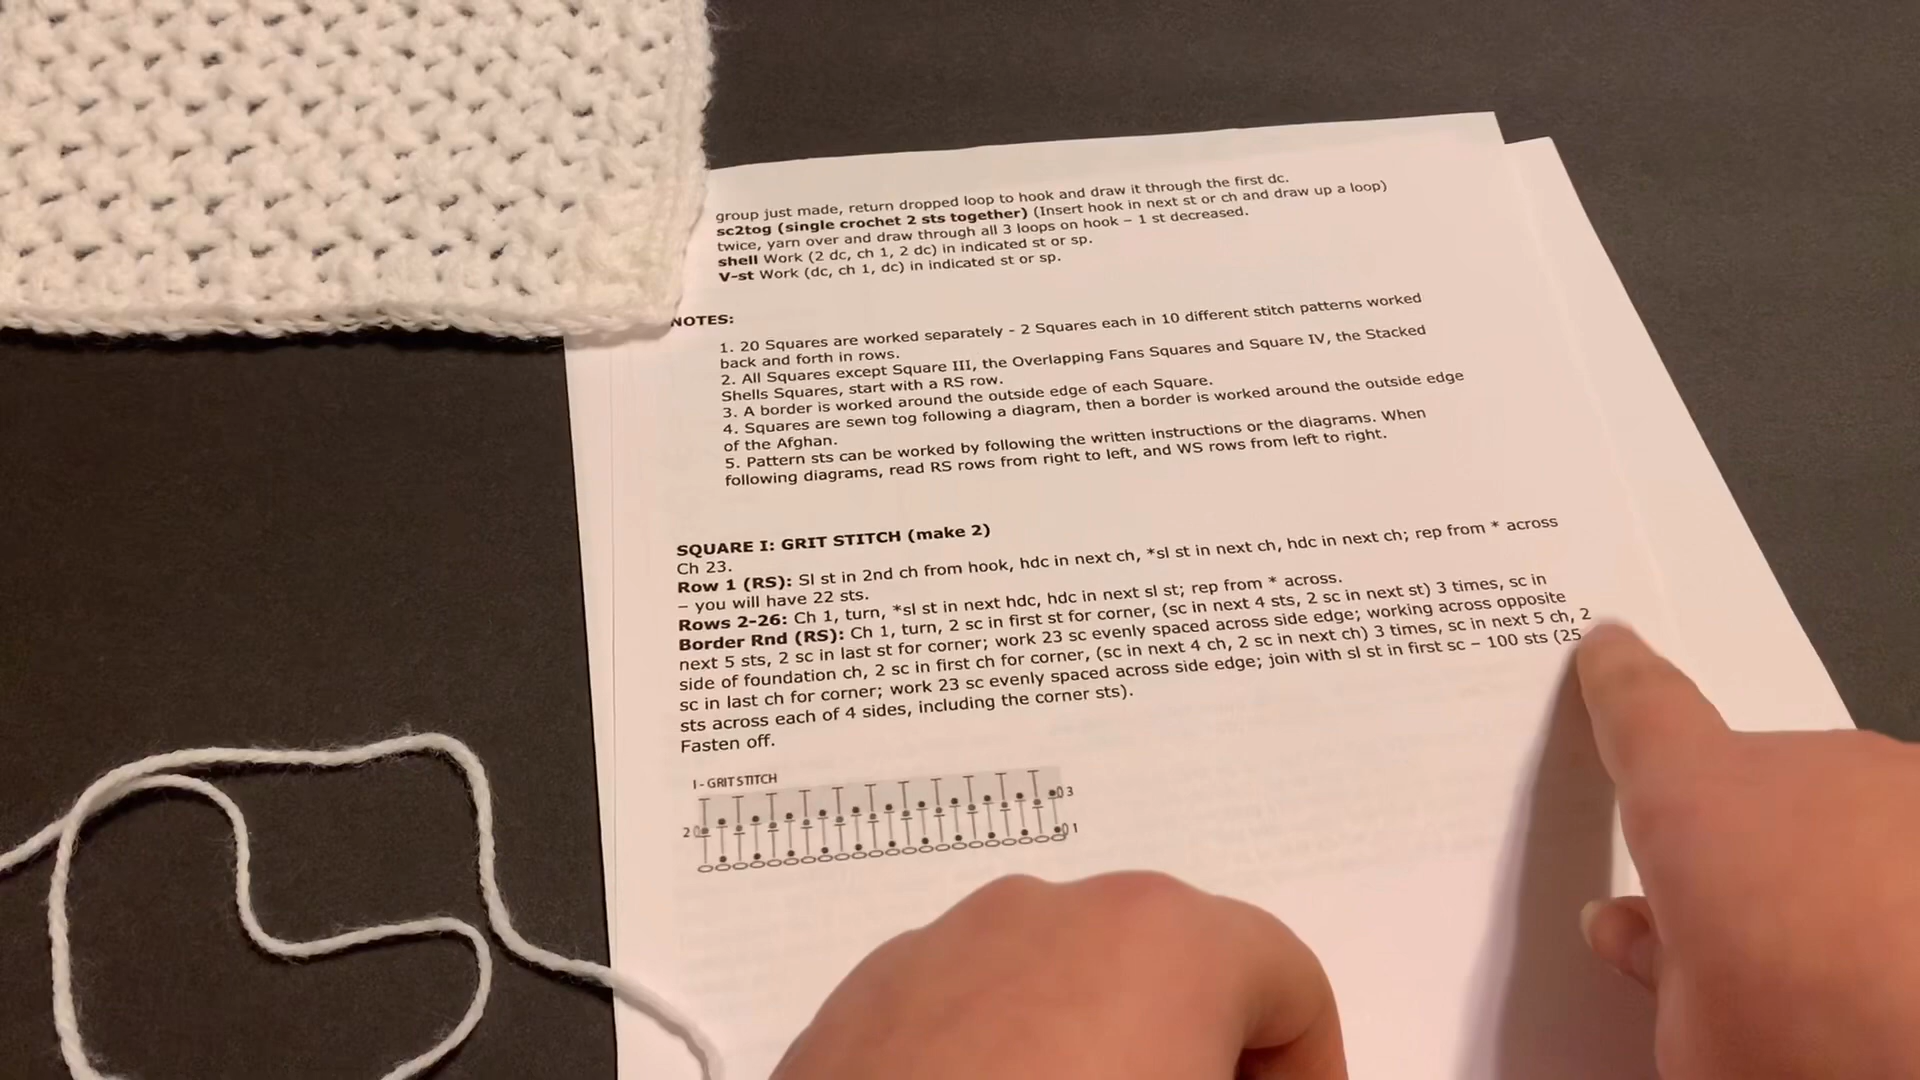 group just made, return dropped loop to hook and draw it through the first dc.
sc2tog (single crochet 2 sts together) (Insert hook in next st or ch and draw up a loop)
twice, yarn over and draw through all 3 loops on hook – 1 st decreased.
shell Work (2 dc, ch 1, 2 dc) in indicated st or sp.
V-st Work (dc, ch 1, dc) in indicated st or sp.
NOTES:
1. 20 Squares are worked separately - 2 Squares each in 10 different stitch patterns worked
back and forth in rows.
2. All Squares except Square III, the Overlapping Fans Squares and Square IV, the Stacked
Shells Squares, start with a RS row.
3. A border is worked around the outside edge of each Square.
4. Squares are sewn tog following a diagram, then a border is worked around the outside edge
of the Afghan.
5. Pattern sts can be worked by following the written instructions or the diagrams. When
following diagrams, read RS rows from right to left, and WS rows from left to right.
SQUARE I: GRIT STITCH (make 2)
Ch 23.
Row 1 (RS): Sl st in 2nd ch from hook, hdc in next ch, *sl st in next ch, hdc in next ch; rep from * across
– you will have 22 sts.
Rows 2-26: Ch 1, turn, *sl st in next hdc, hdc in next sl st; rep from * across.
Border Rnd (RS): Ch 1, turn, 2 sc in first st for corner, (sc in next 4 sts, 2 sc in next st) 3 times, sc in
next 5 sts, 2 sc in last st for corner; work 23 sc evenly spaced across side edge; working across opposite
side of foundation ch, 2 sc in first ch for corner, (sc in next 4 ch, 2 sc in next ch) 3 times, sc in next 5 ch, 2
sc in last ch for corner; work 23 sc evenly spaced across side edge; join with sl st in first sc – 100 sts (25
sts across each of 4 sides, including the corner sts).
Fasten off.
I - GRIT STITCH
3
2
1